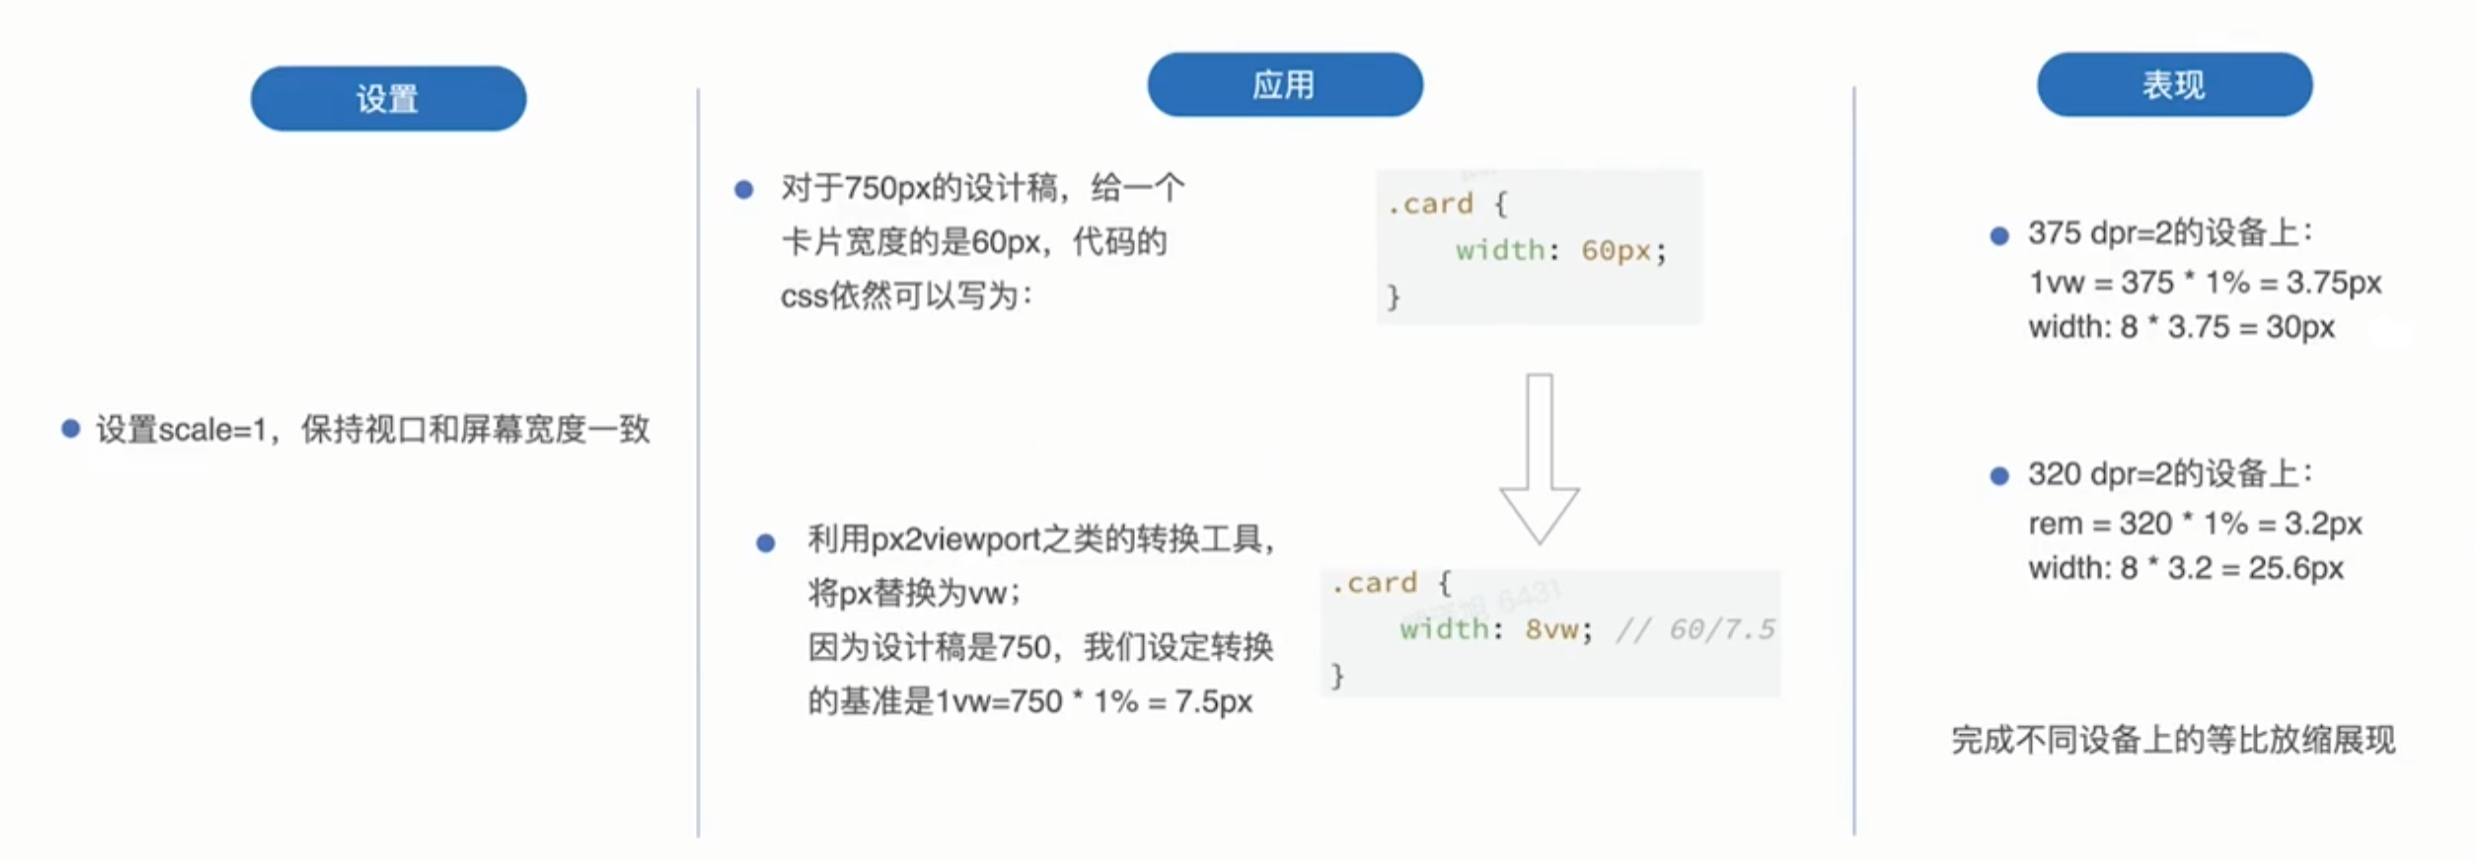 设置
设置scale=1，保持视口和屏幕宽度一致
应用
对于750px的设计稿，给一个
卡片宽度的是60px，代码的
css依然可以写为：
.card {
width: 60px;
}
利用px2viewport之类的转换工具，
将px替换为vw；
因为设计稿是750，我们设定转换
的基准是1vw=750 * 1% = 7.5px
.card {
width: 8vw; // 60/7.5
}
6431
表现
375 dpr=2的设备上：
1vw = 375 * 1% = 3.75px
width: 8 * 3.75 = 30px
320 dpr=2的设备上：
rem = 320 * 1% = 3.2px
width: 8 * 3.2 = 25.6px
完成不同设备上的等比放缩展现